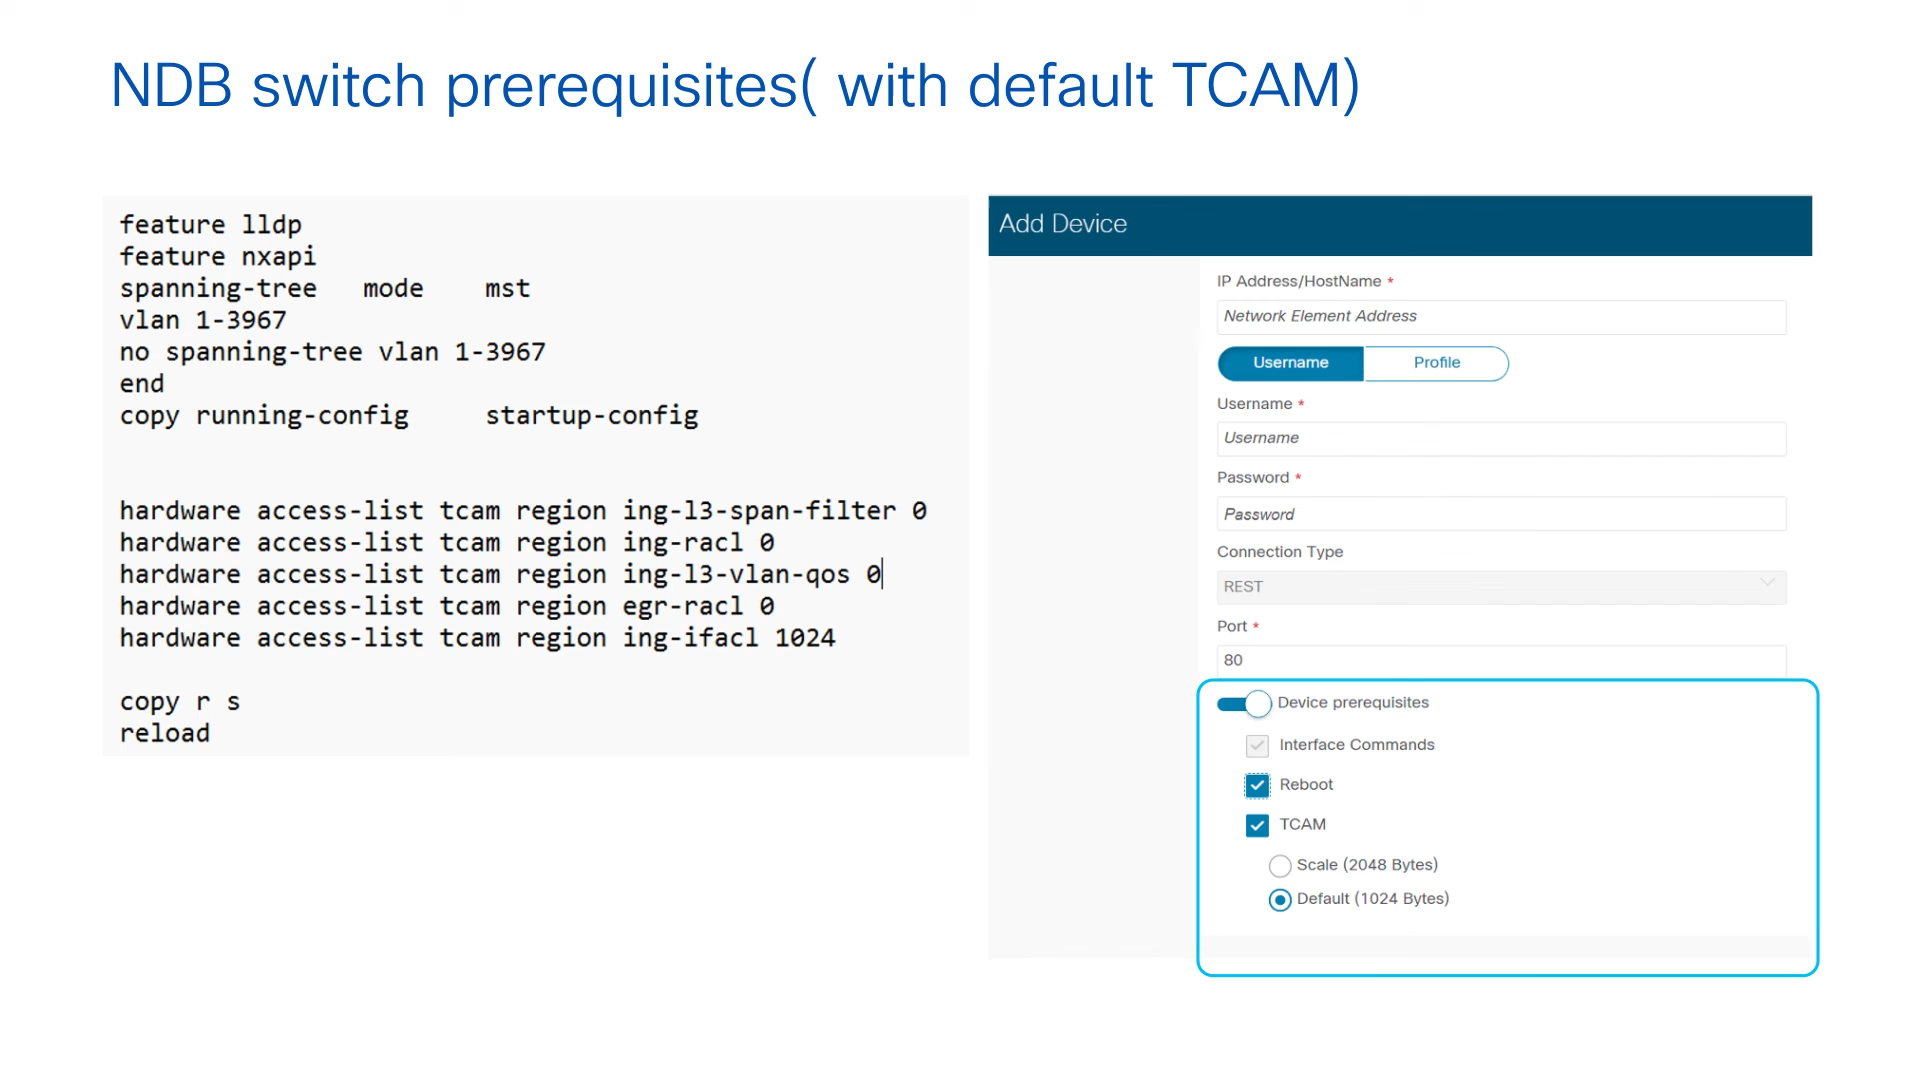 NDB switch prerequisites( with default TCAM)
feature lldp
feature nxapi
spanning-tree   mode    mst
vlan 1-3967
no spanning-tree vlan 1-3967
end
copy running-config     startup-config
hardware access-list tcam region ing-l3-span-filter 0
hardware access-list tcam region ing-racl 0
hardware access-list tcam region ing-l3-vlan-qos 0
hardware access-list tcam region egr-racl 0
hardware access-list tcam region ing-ifacl 1024
copy r s
reload
Add Device
IP Address/HostName *
Network Element Address
Username Profile
Username *
Username
Password *
Password
Connection Type
REST
Port *
80
Device prerequisites
Interface Commands
Reboot
TCAM
Scale (2048 Bytes)
Default (1024 Bytes)